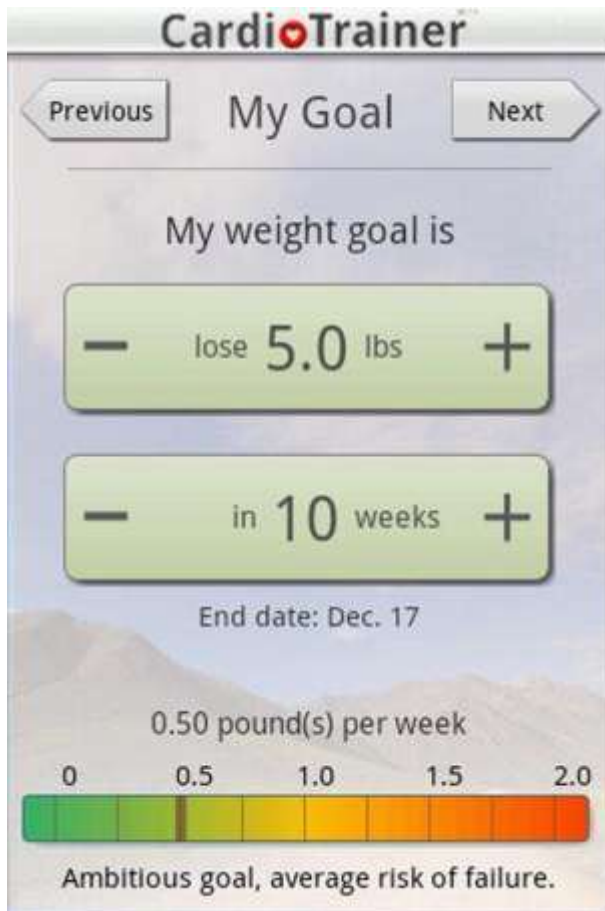 CardioTrainer
Previous My Goal Next
My weight goal is
− lose 5.0 lbs +
− in 10 weeks +
End date: Dec. 17
0.50 pound(s) per week
0 0.5 1.0 1.5 2.0
Ambitious goal, average risk of failure.